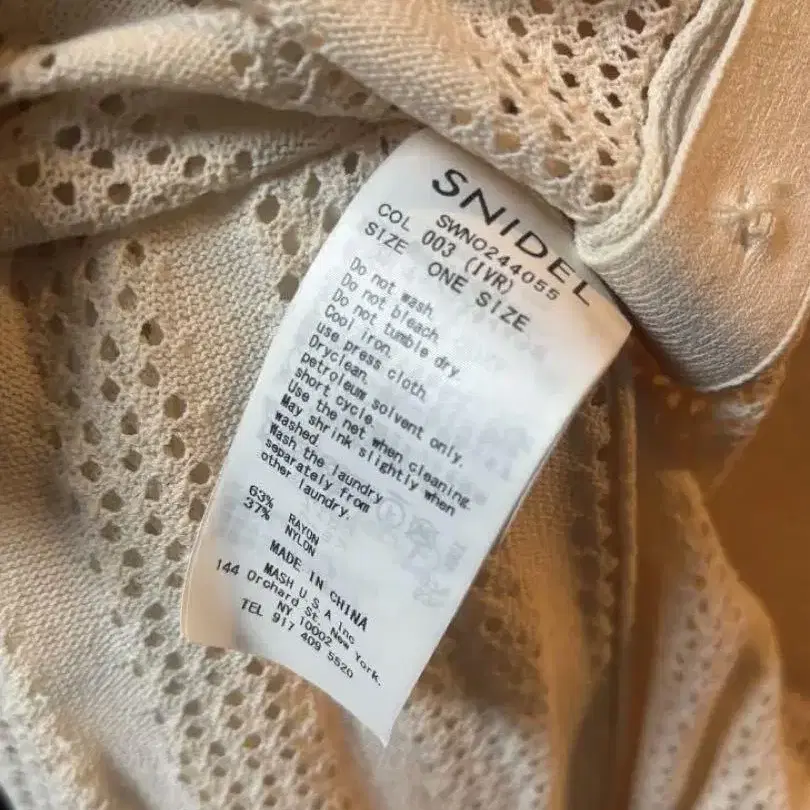 SNIDEL
SWNO244055
COL 003 (IVR)
SIZE ONE SIZE
Do not wash.
Do not bleach.
Do not tumble dry.
Cool iron.
use press cloth.
Dryclean.
petroleum solvent only.
short cycle.
Use the net when cleaning.
May shrink slightly when
washed.
Wash the laundry
separately from
other laundry.
63% RAYON
37% NYLON
MADE IN CHINA
MASH U S A Inc
144 Orchard St. New York.
NY 10002
TEL 917 409 5520